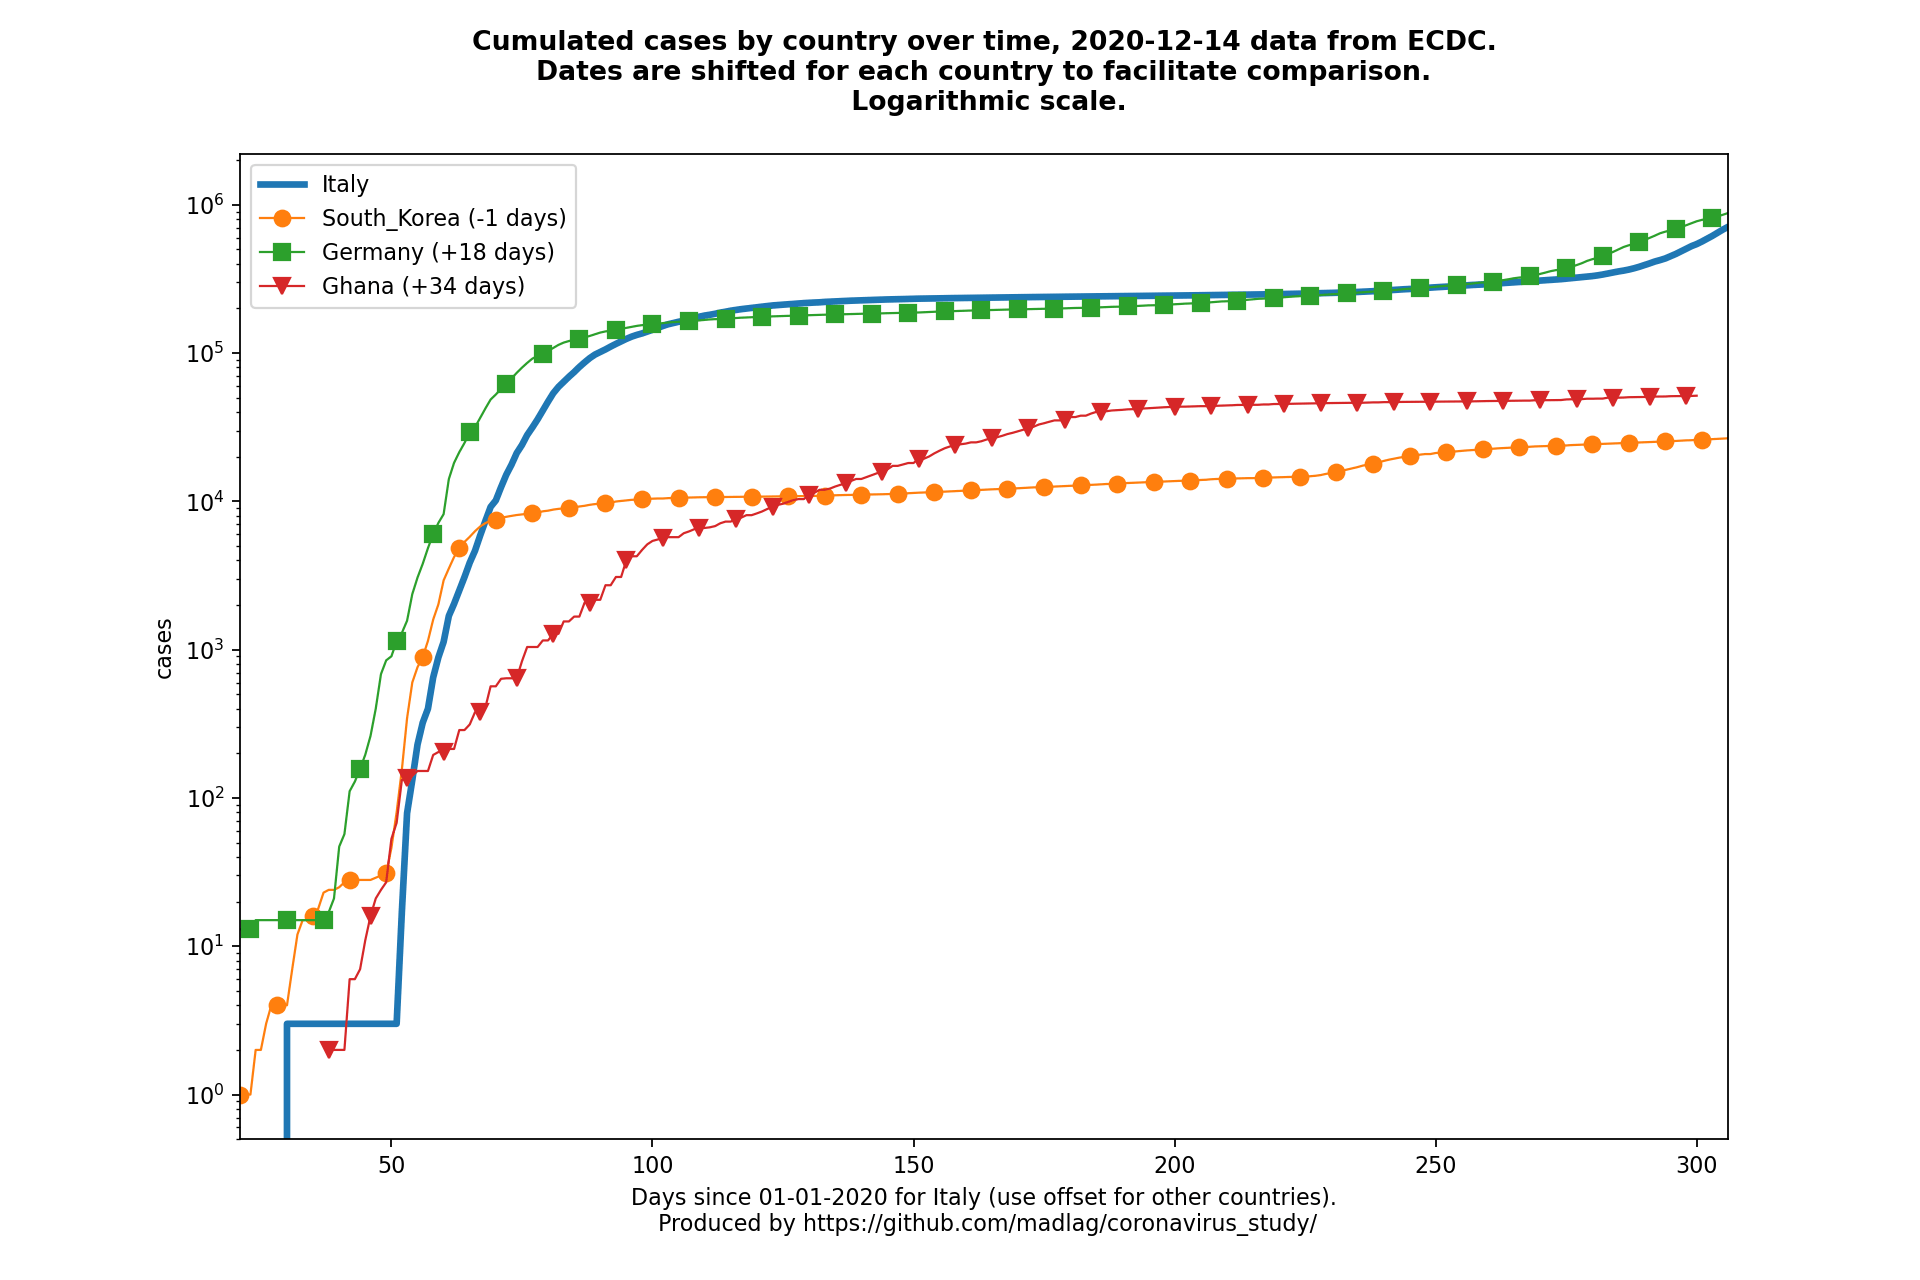 Cumulated cases by country over time, 2020-12-14 data from ECDC.
Dates are shifted for each country to facilitate comparison.
Logarithmic scale.
Italy
South_Korea (-1 days)
Germany (+18 days)
Ghana (+34 days)
10^6
10^5
10^4
10^3
10^2
10^1
10^0
cases
50 100 150 200 250 300
Days since 01-01-2020 for Italy (use offset for other countries).
Produced by https://github.com/madlag/coronavirus_study/